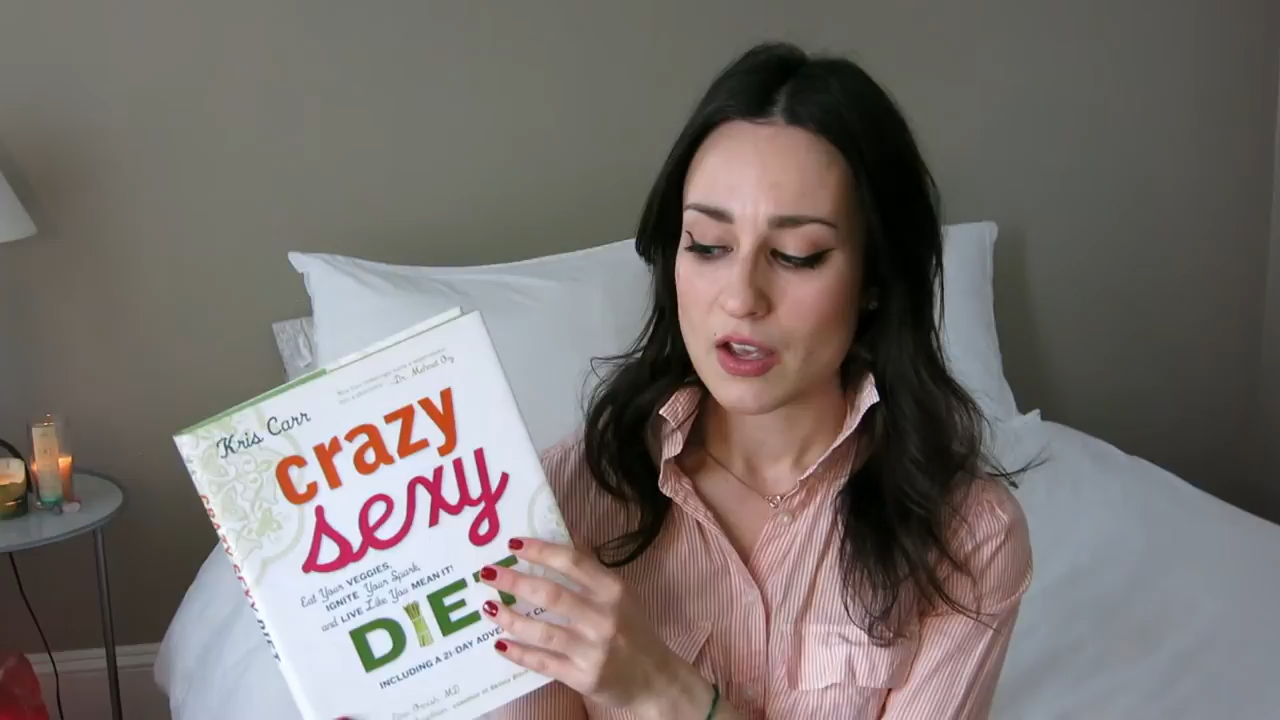 -Dr. Mehmet Oz
Kris Carr
crazy
sexy
Eat Your VEGGIES,
IGNITE Your Spark,
and LIVE Like You MEAN IT!
DIET
INCLUDING A 21-DAY
MD